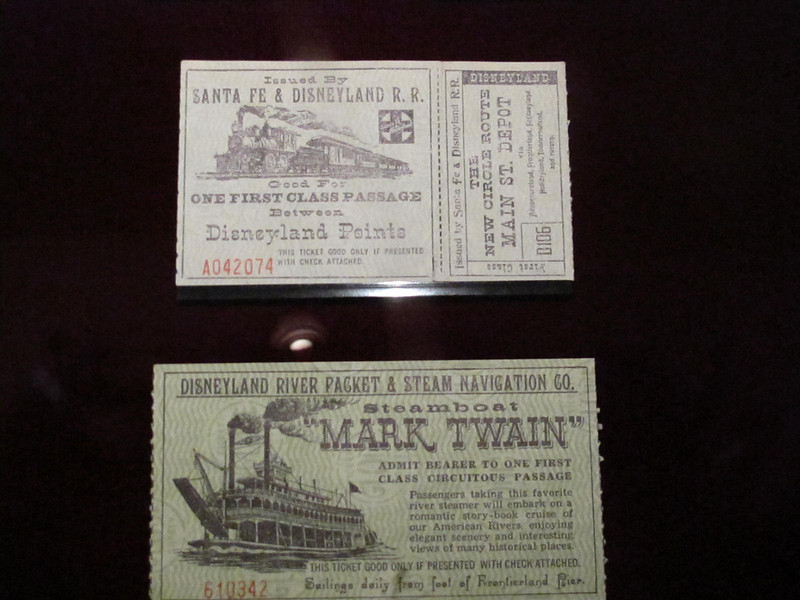 Issued By
SANTA FE & DISNEYLAND R. R.
Good For
ONE FIRST CLASS PASSAGE
Between
Disneyland Points
THIS TICKET GOOD ONLY IF PRESENTED
WITH CHECK ATTACHED.
A042074
Issued by Santa Fe & Disneyland R.R.
DISNEYLAND
THE
NEW CIRCLE ROUTE
MAIN ST. DEPOT
via
and return.
D106
First Class
DISNEYLAND RIVER PACKET & STEAM NAVIGATION CO.
Steamboat
"MARK TWAIN"
ADMIT BEARER TO ONE FIRST
CLASS CIRCUITOUS PASSAGE
Passengers taking this favorite
river steamer will embark on a
romantic story-book cruise of
our American Rivers, enjoying
elegant scenery and interesting
views of many historical places.
THIS TICKET GOOD ONLY IF PRESENTED WITH CHECK ATTACHED.
610342
Sailings daily from foot of Frontierland Pier.